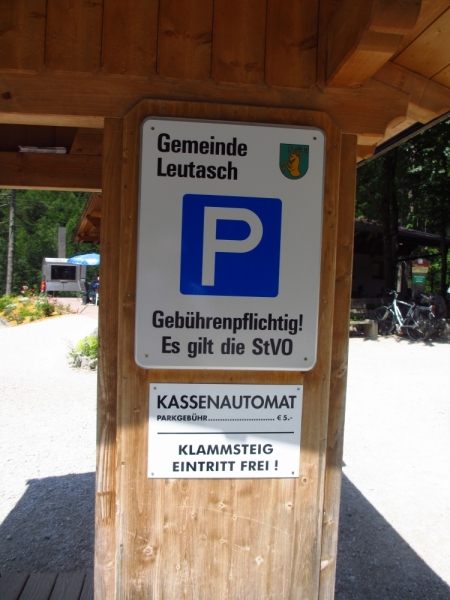 Gemeinde
Leutasch
P
Gebührenpflichtig!
Es gilt die StVO
KASSENAUTOMAT
PARKGEBÜHR........................... € 5,-
KLAMMSTEIG
EINTRITT FREI !